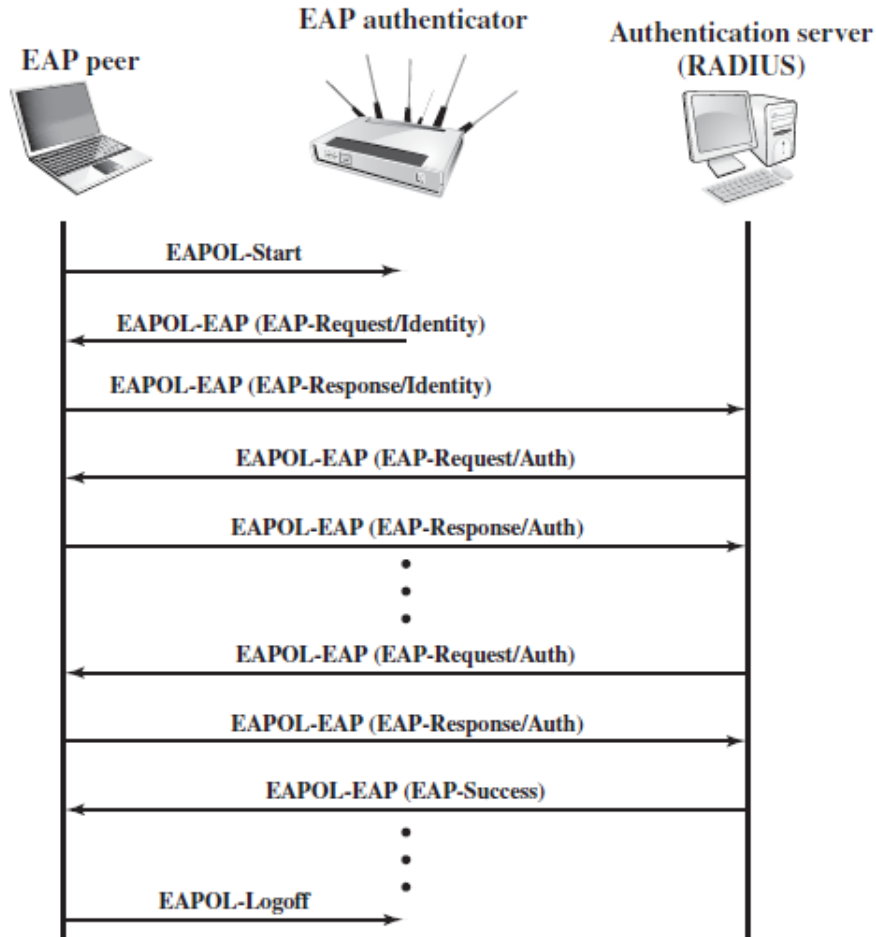 EAP peer
EAP authenticator
Authentication server
(RADIUS)
EAPOL-Start
EAPOL-EAP (EAP-Request/Identity)
EAPOL-EAP (EAP-Response/Identity)
EAPOL-EAP (EAP-Request/Auth)
EAPOL-EAP (EAP-Response/Auth)
EAPOL-EAP (EAP-Request/Auth)
EAPOL-EAP (EAP-Response/Auth)
EAPOL-EAP (EAP-Success)
EAPOL-Logoff